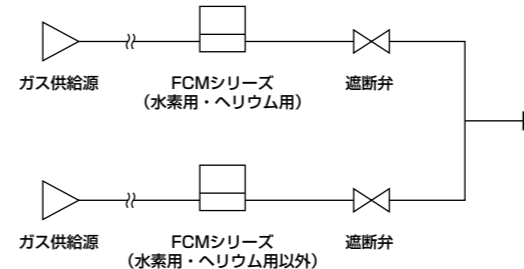 ガス供給源
FCMシリーズ
（水素用・ヘリウム用）
遮断弁
ガス供給源
FCMシリーズ
（水素用・ヘリウム用以外）
遮断弁